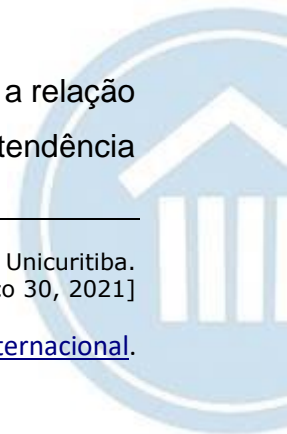 a relação
tendência
Unicuritiba.
o 30, 2021]
ternacional.